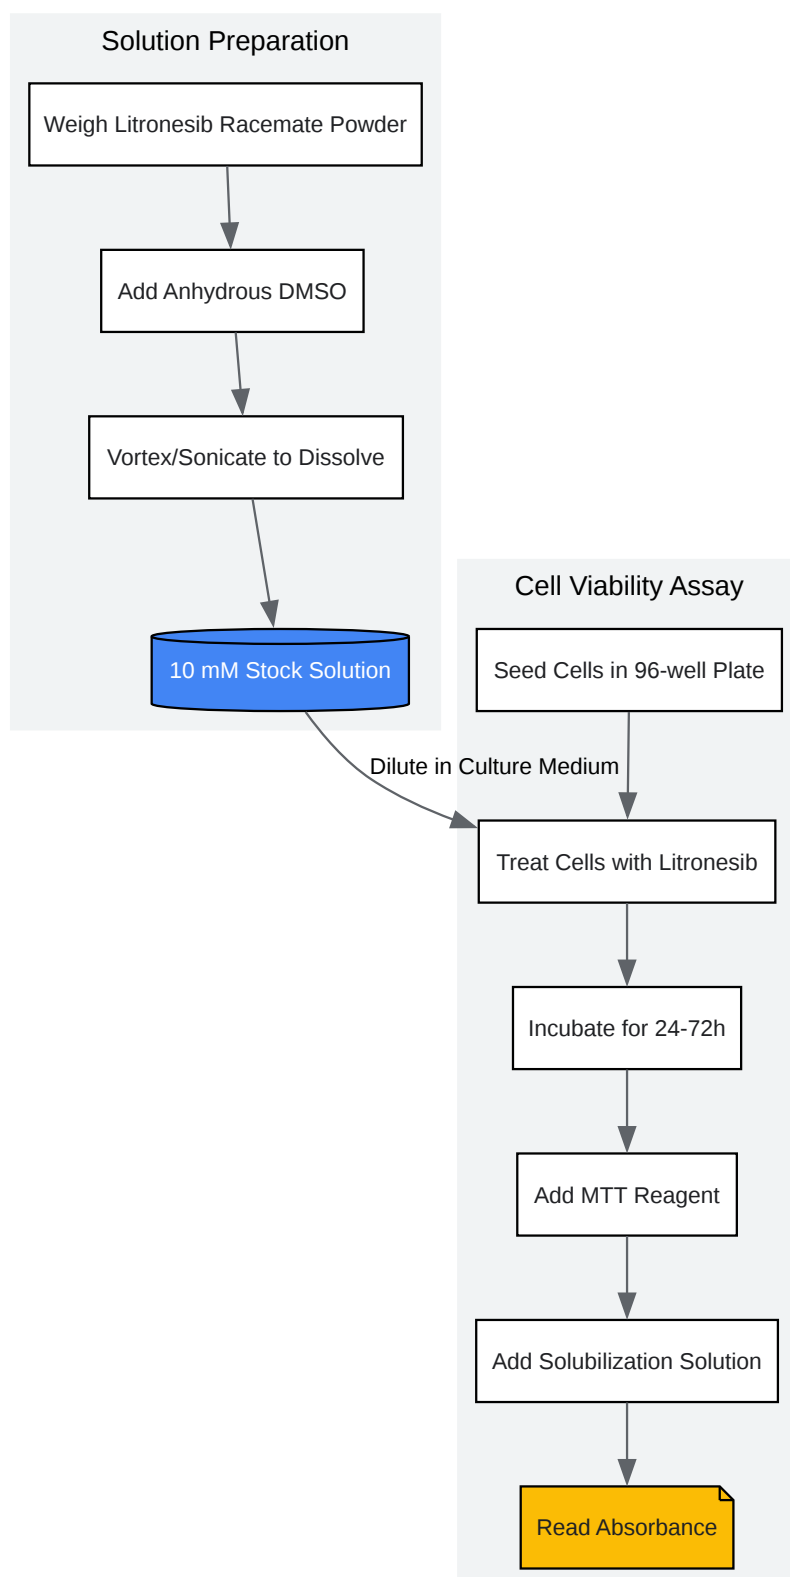 Solution Preparation
Weigh Litronesib Racemate Powder
Add Anhydrous DMSO
Vortex/Sonicate to Dissolve
10 mM Stock Solution
Cell Viability Assay
Seed Cells in 96-well Plate
Dilute in Culture Medium
Treat Cells with Litronesib
Incubate for 24-72h
Add MTT Reagent
Add Solubilization Solution
Read Absorbance